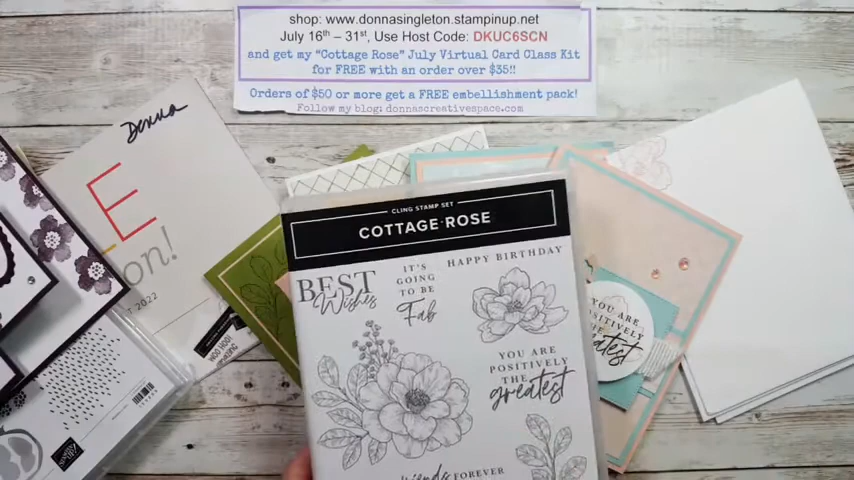 shop: www.donnasingleton.stampinup.net
July 16th – 31st, Use Host Code: DKUC6SCN
and get my “Cottage Rose” July Virtual Card Class Kit
for FREE with an order over $35!!
Orders of $50 or more get a FREE embellishment pack!
Follow my blog: donnascreativespace.com
Donna
E
on!
T 2022
CLING STAMP SET
COTTAGE·ROSE
BEST
Wishes
IT'S
GOING
TO BE
Fab
HAPPY BIRTHDAY
YOU ARE
POSITIVELY
THE
greatest
FOREVER
YOU ARE
POSITIVELY
THE
greatest